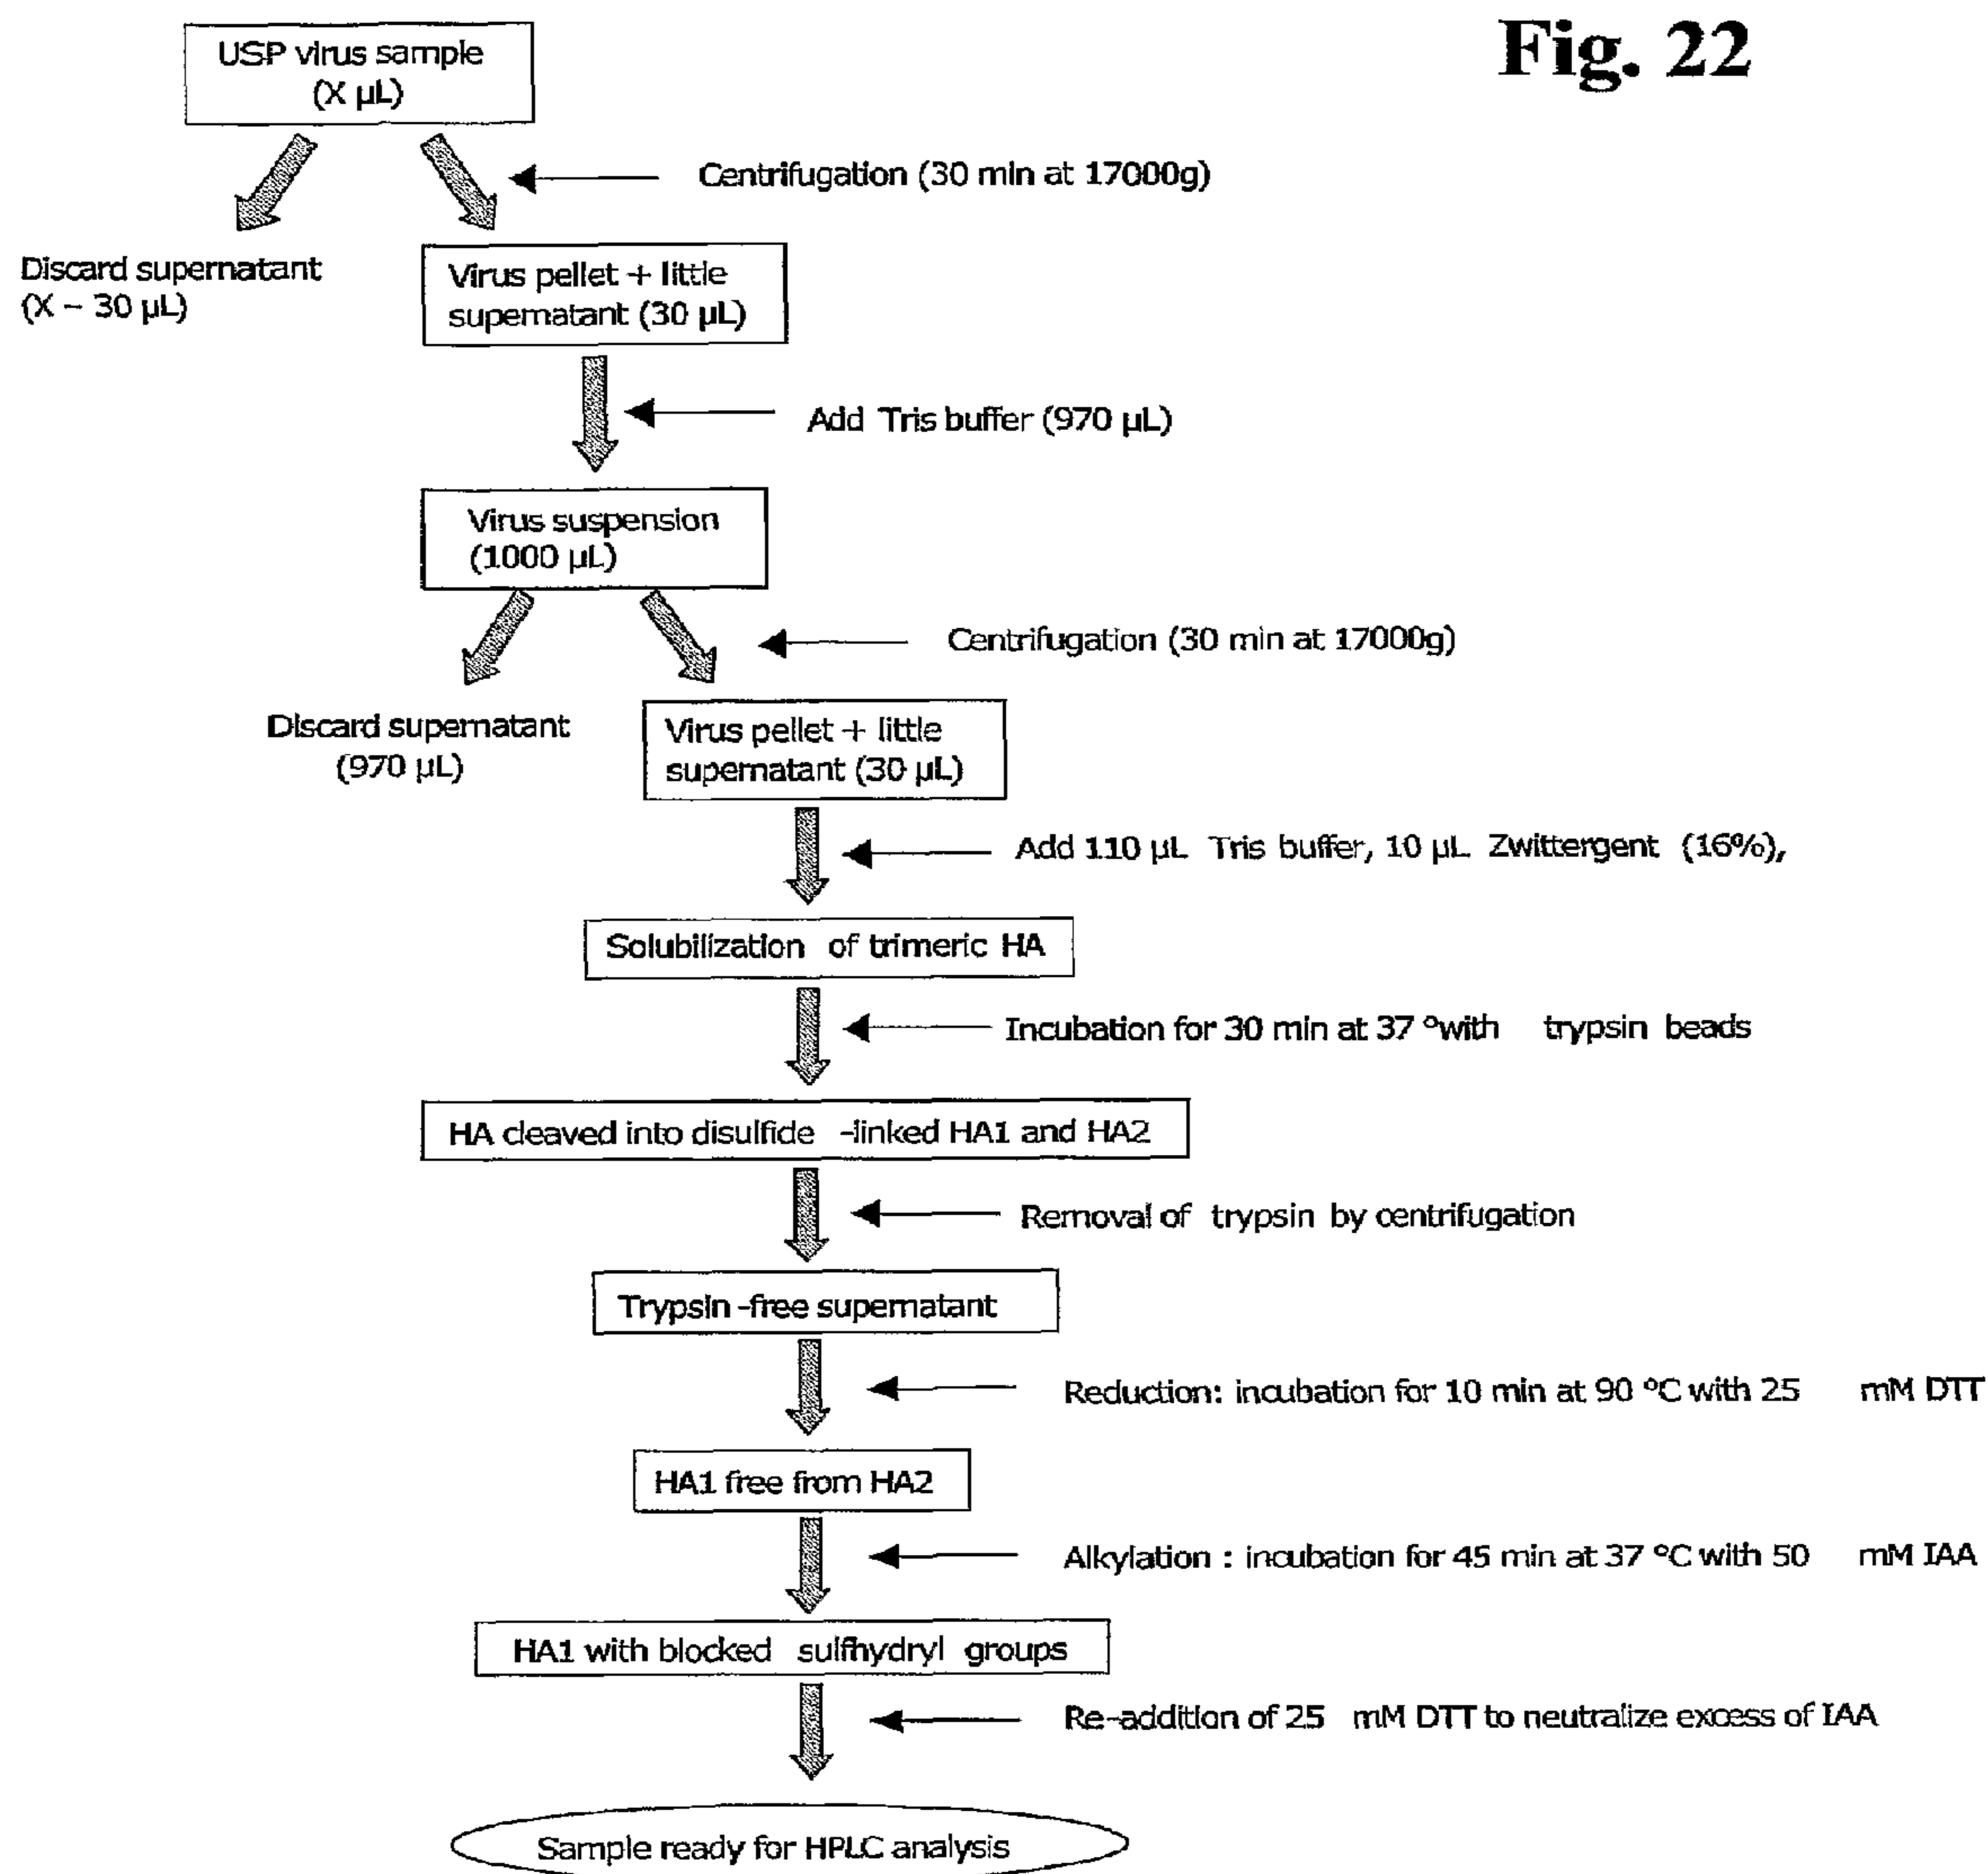 Fig. 22
USP virus sample
(X µL)
Centrifugation (30 min at 17000g)
Discard supernatant
(X – 30 µL)
Virus pellet + little
supernatant (30 µL)
Add Tris buffer (970 µL)
Virus suspension
(1000 µL)
Centrifugation (30 min at 17000g)
Discard supernatant
(970 µL)
Virus pellet + little
supernatant (30 µL)
Add 110 µL Tris buffer, 10 µL Zwittergent (16%),
Solubilization of trimeric HA
Incubation for 30 min at 37 °with trypsin beads
HA cleaved into disulfide -linked HA1 and HA2
Removal of trypsin by centrifugation
Trypsin -free supernatant
Reduction: incubation for 10 min at 90 °C with 25 mM DTT
HA1 free from HA2
Alkylation : incubation for 45 min at 37 °C with 50 mM IAA
HA1 with blocked sulfhydryl groups
Re-addition of 25 mM DTT to neutralize excess of IAA
Sample ready for HPLC analysis